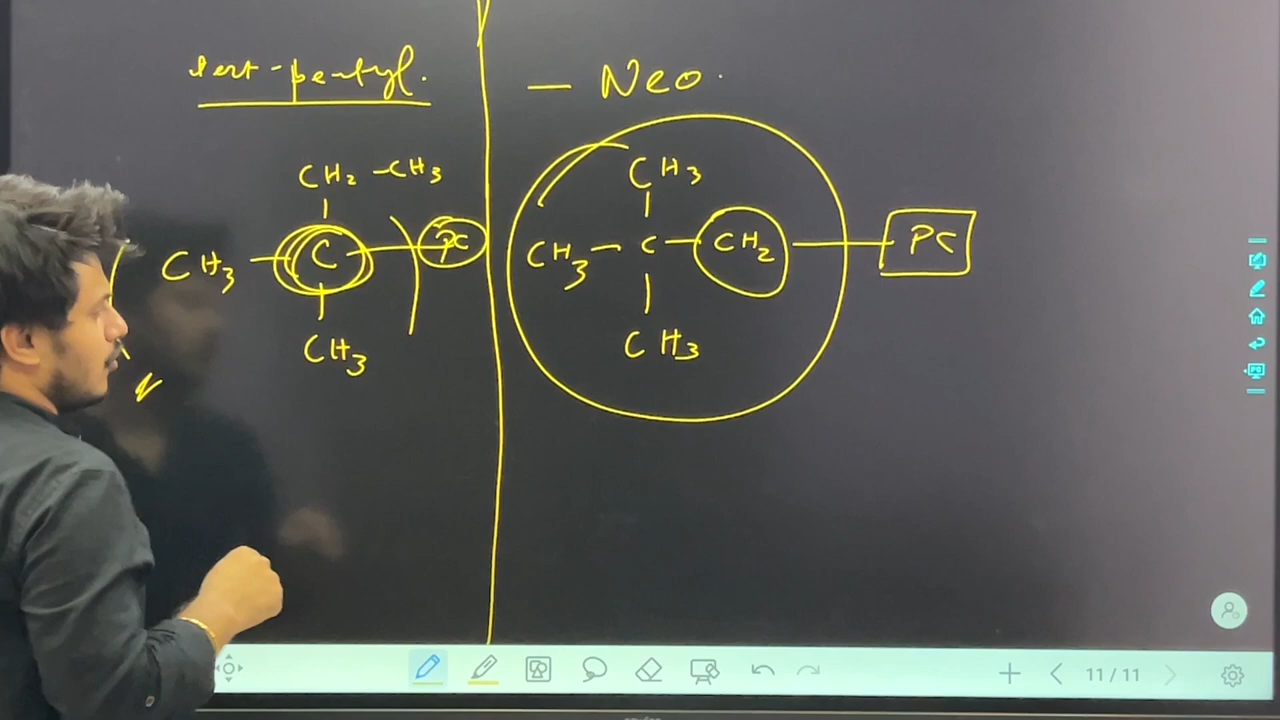 tert-pentyl.
CH2 - CH3
CH3 - C - PC
CH3
- Neo.
CH3
CH3 - C - CH2 - PC
CH3
11 / 11